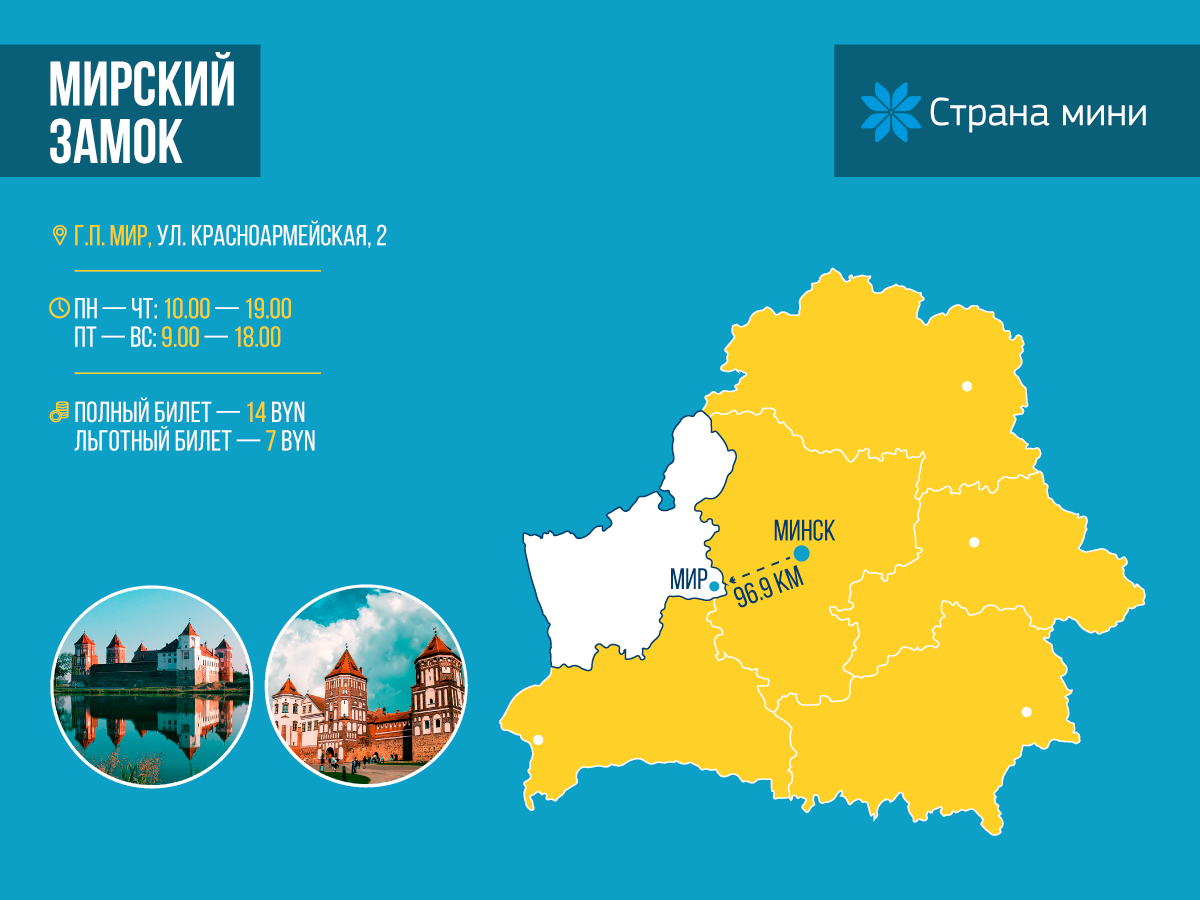 МИРСКИЙ
ЗАМОК
Страна мини
Г.П. МИР, УЛ. КРАСНОАРМЕЙСКАЯ, 2
ПН — ЧТ: 10.00 — 19.00
ПТ — ВС: 9.00 — 18.00
ПОЛНЫЙ БИЛЕТ — 14 BYN
ЛЬГОТНЫЙ БИЛЕТ — 7 BYN
МИНСК
МИР
96.9 КМ